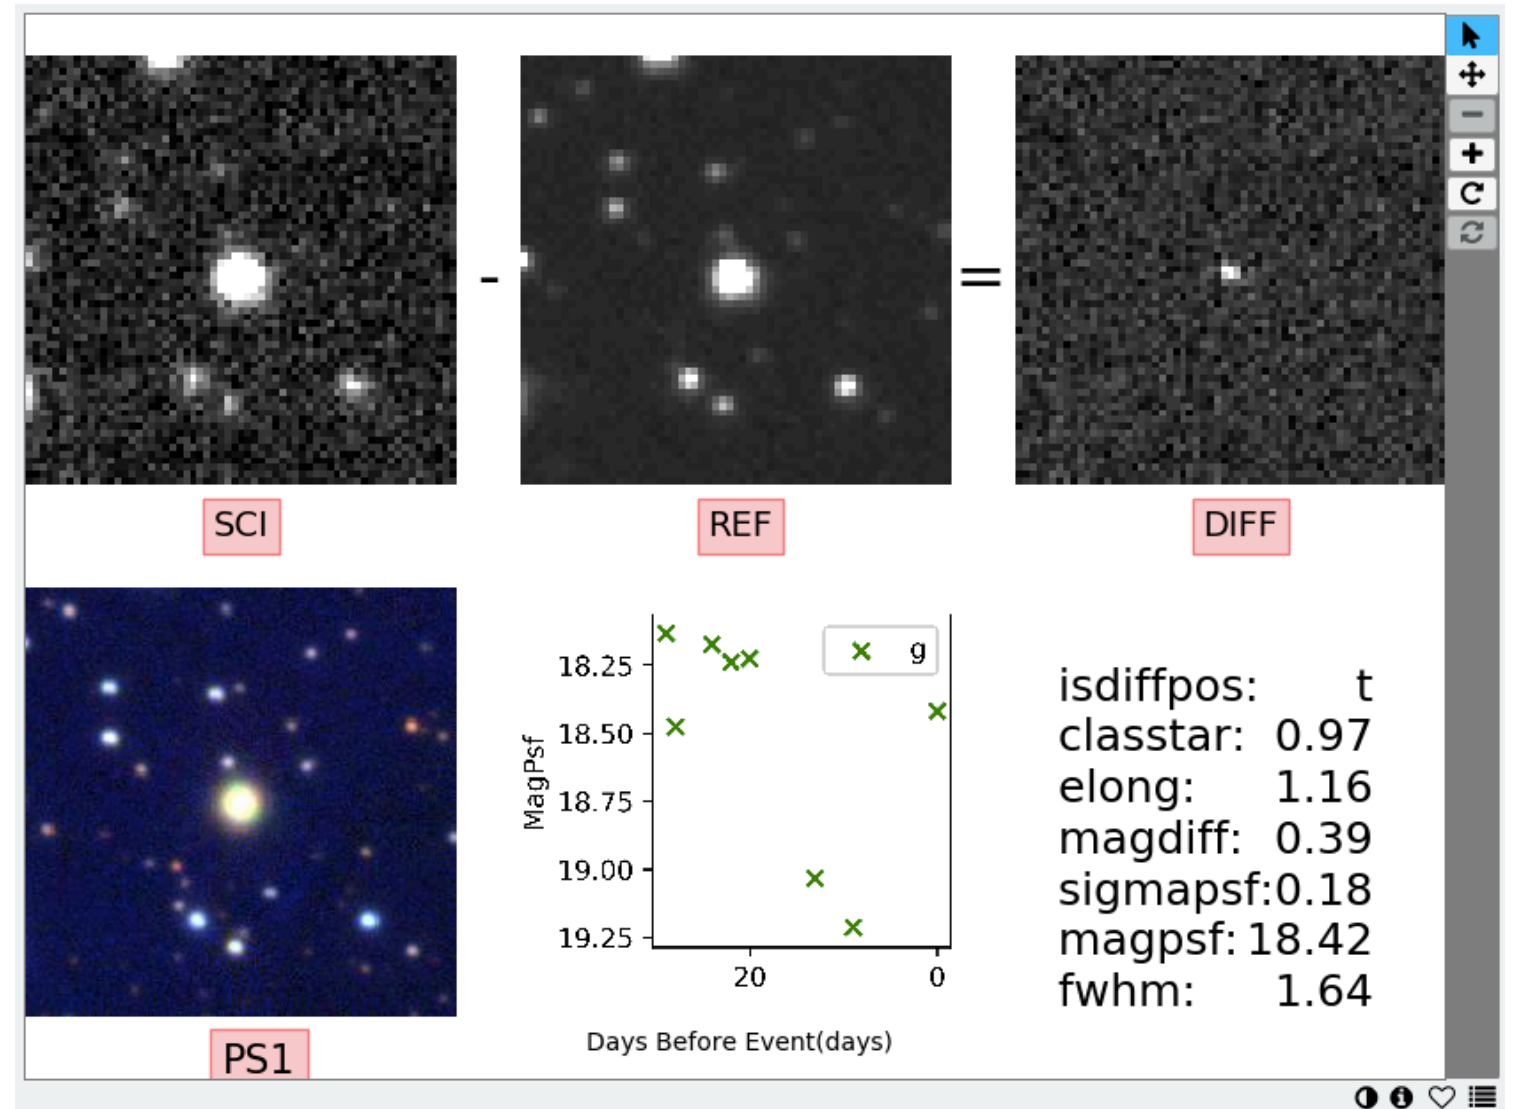 - =
SCI
REF
DIFF
g
18.25
18.50
18.75
19.00
19.25
MagPsf
20 0
Days Before Event(days)
isdiffpos: t
classtar: 0.97
elong: 1.16
magdiff: 0.39
sigmapsf:0.18
magpsf: 18.42
fwhm: 1.64
PS1